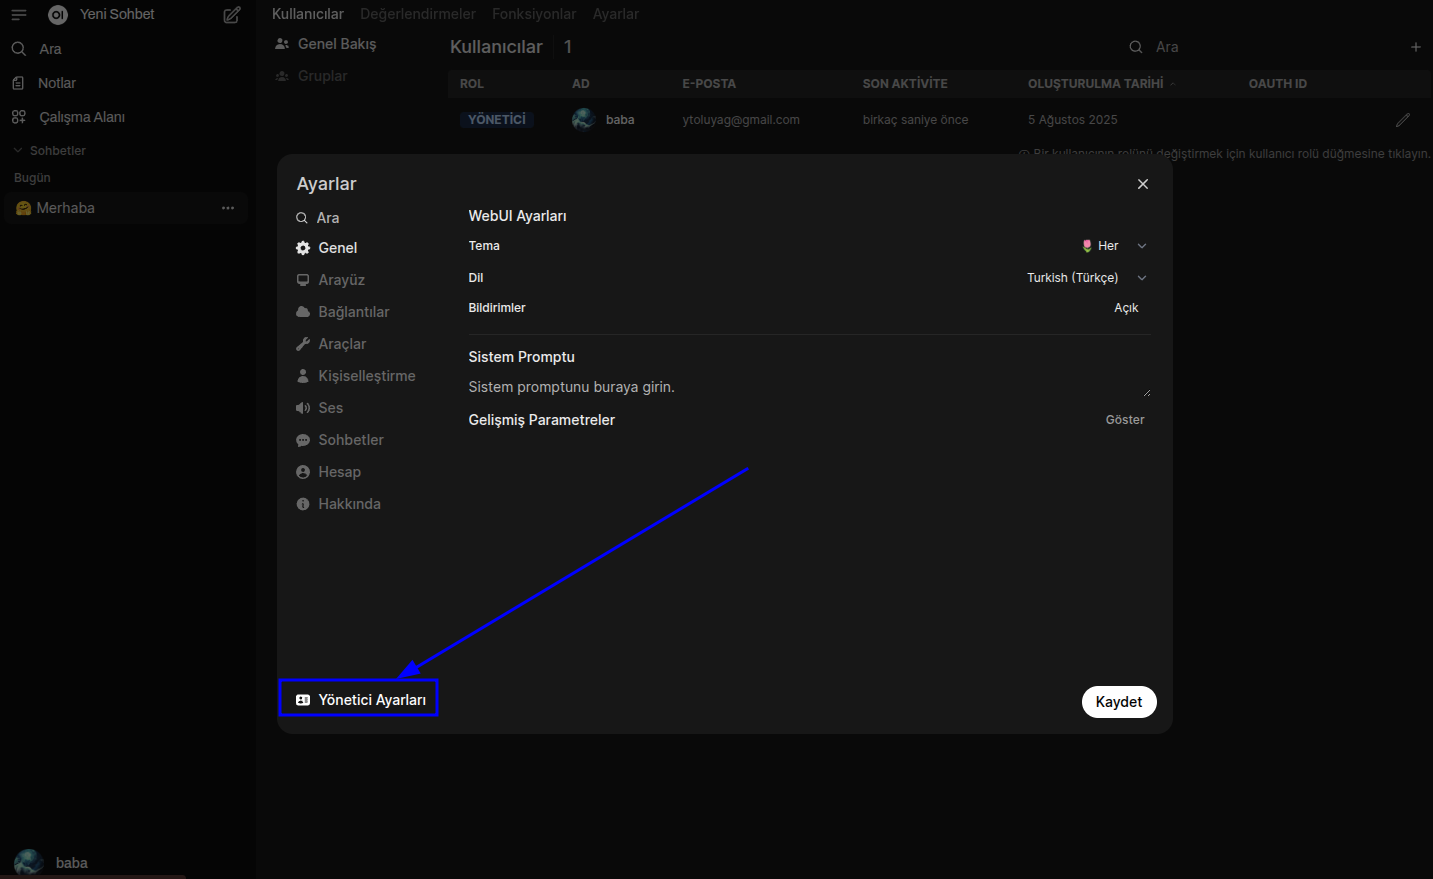 Yeni Sohbet
Kullanıcılar Değerlendirmeler Fonksiyonlar Ayarlar
Ara
Notlar
Çalışma Alanı
Sohbetler
Bugün
🤗 Merhaba
Genel Bakış
Gruplar
Kullanıcılar 1
Ara
ROL AD E-POSTA SON AKTİVİTE OLUŞTURULMA TARİHİ OAUTH ID
YÖNETİCİ baba ytoluyag@gmail.com birkaç saniye önce 5 Ağustos 2025
Bir kullanıcının rolünü değiştirmek için kullanıcı rolü düğmesine tıklayın.
Ayarlar
Ara
Genel
Arayüz
Bağlantılar
Araçlar
Kişiselleştirme
Ses
Sohbetler
Hesap
Hakkında
Yönetici Ayarları
WebUI Ayarları
Tema 🌷 Her
Dil Turkish (Türkçe)
Bildirimler Açık
Sistem Promptu
Sistem promptunu buraya girin.
Gelişmiş Parametreler Göster
Kaydet
baba